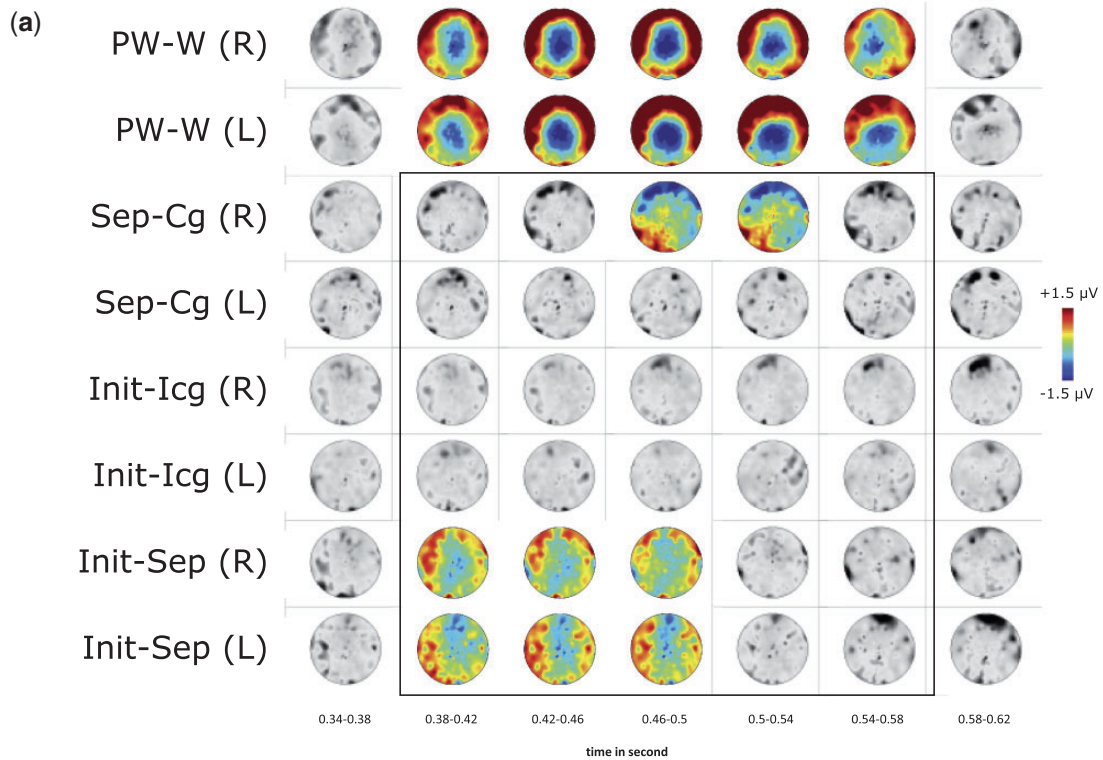 (a)
PW-W (R)
PW-W (L)
Sep-Cg (R)
Sep-Cg (L)
Init-Icg (R)
Init-Icg (L)
Init-Sep (R)
Init-Sep (L)
+1.5 µV
-1.5 µV
0.34-0.38 0.38-0.42 0.42-0.46 0.46-0.5 0.5-0.54 0.54-0.58 0.58-0.62
time in second